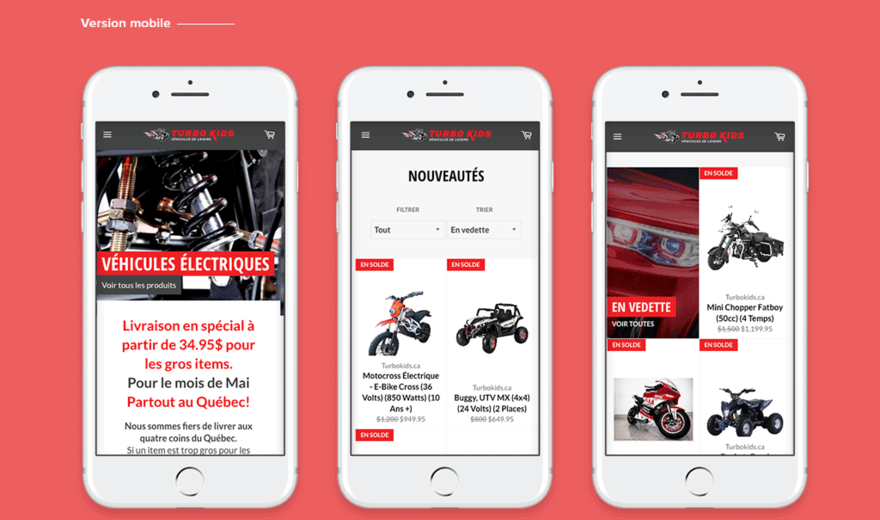 Version mobile
TURBO KIDS
VÉHICULES DE LOISIRS
VÉHICULES ÉLECTRIQUES
Voir tous les produits
Livraison en spécial à
partir de 34.95$ pour
les gros items.
Pour le mois de Mai
Partout au Québec!
Nous sommes fiers de livrer aux
quatre coins du Québec.
Si un item est trop gros pour les
TURBO KIDS
VÉHICULES DE LOISIRS
NOUVEAUTÉS
FILTRER
TRIER
Tout
En vedette
EN SOLDE
EN SOLDE
Turbokids.ca
Motocross Électrique
- E-Bike Cross (36
Volts) (850 Watts) (10
Ans +)
$1,200 $949.95
Turbokids.ca
Buggy, UTV MX (4x4)
(24 Volts) (2 Places)
$800 $649.95
EN SOLDE
TURBO KIDS
VÉHICULES DE LOISIRS
EN SOLDE
EN VEDETTE
VOIR TOUTES
Turbokids.ca
Mini Chopper Fatboy
(50cc) (4 Temps)
$1,500 $1,199.95
EN SOLDE
EN SOLDE
Turbokids.ca